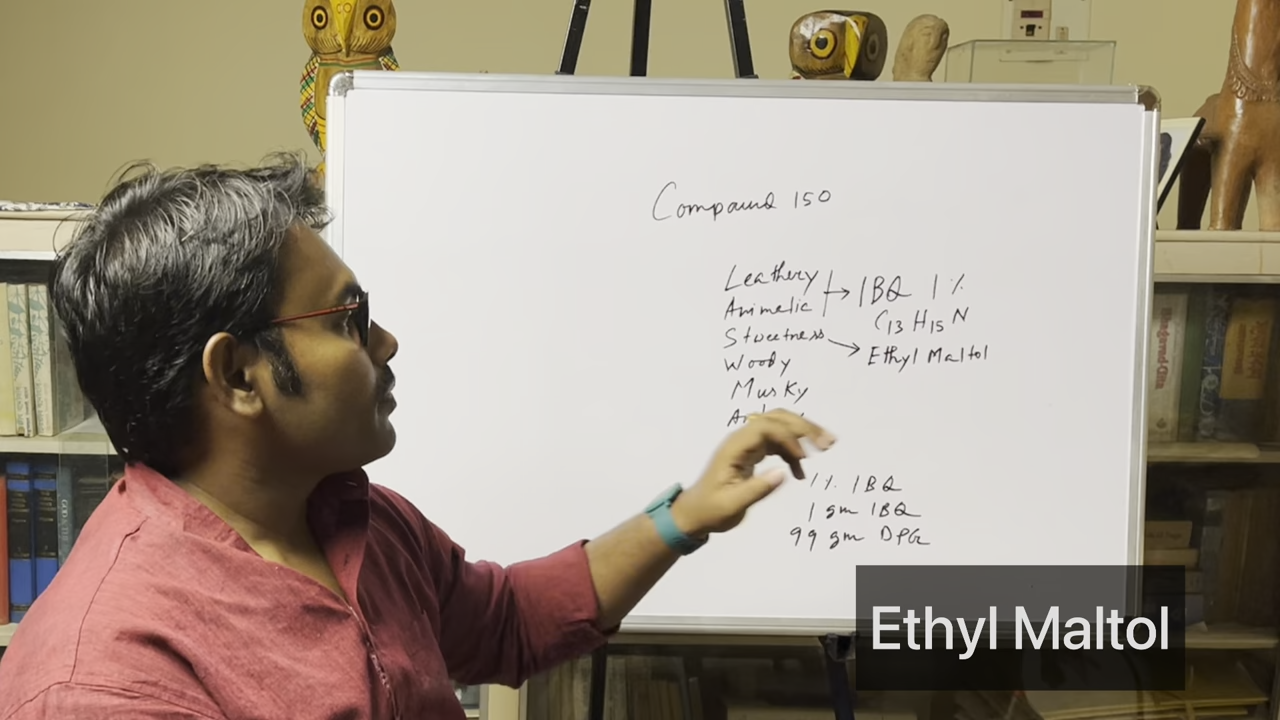 Compound 150
Leathery → IBQ 1%
Animelic
C13 H15 N
Sweetness → Ethyl Maltol
Woody
Musky
1% IBQ
1 gm IBQ
99 gm DPG
Ethyl Maltol